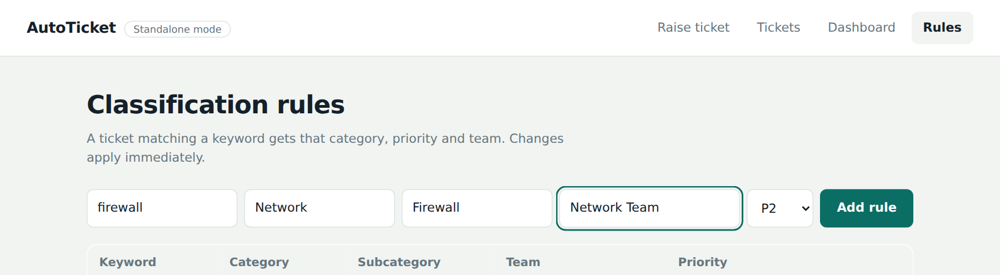 AutoTicket Standalone mode Raise ticket Tickets Dashboard Rules
Classification rules
A ticket matching a keyword gets that category, priority and team. Changes
apply immediately.
firewall Network Firewall Network Team P2 Add rule
Keyword Category Subcategory Team Priority